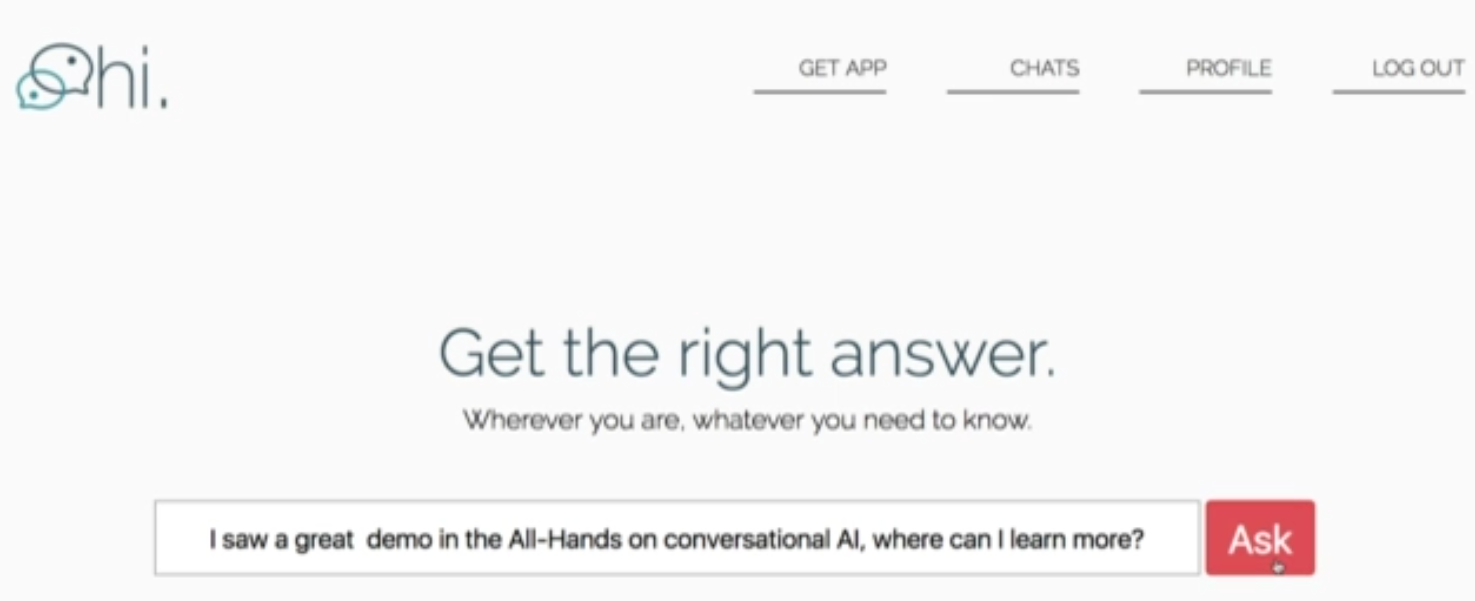 hi.
GET APP
CHATS
PROFILE
LOG OUT
Get the right answer.
Wherever you are, whatever you need to know.
I saw a great  demo in the All-Hands on conversational AI, where can I learn more?
Ask